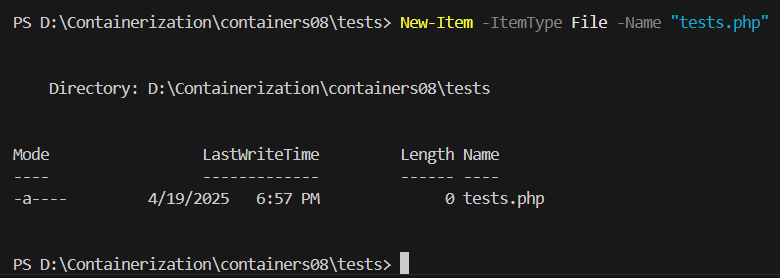 PS D:\Containerization\containers08\tests> New-Item -ItemType File -Name "tests.php"
Directory: D:\Containerization\containers08\tests
Mode                 LastWriteTime         Length Name
----                 -------------         ------ ----
-a----         4/19/2025   6:57 PM              0 tests.php
PS D:\Containerization\containers08\tests>